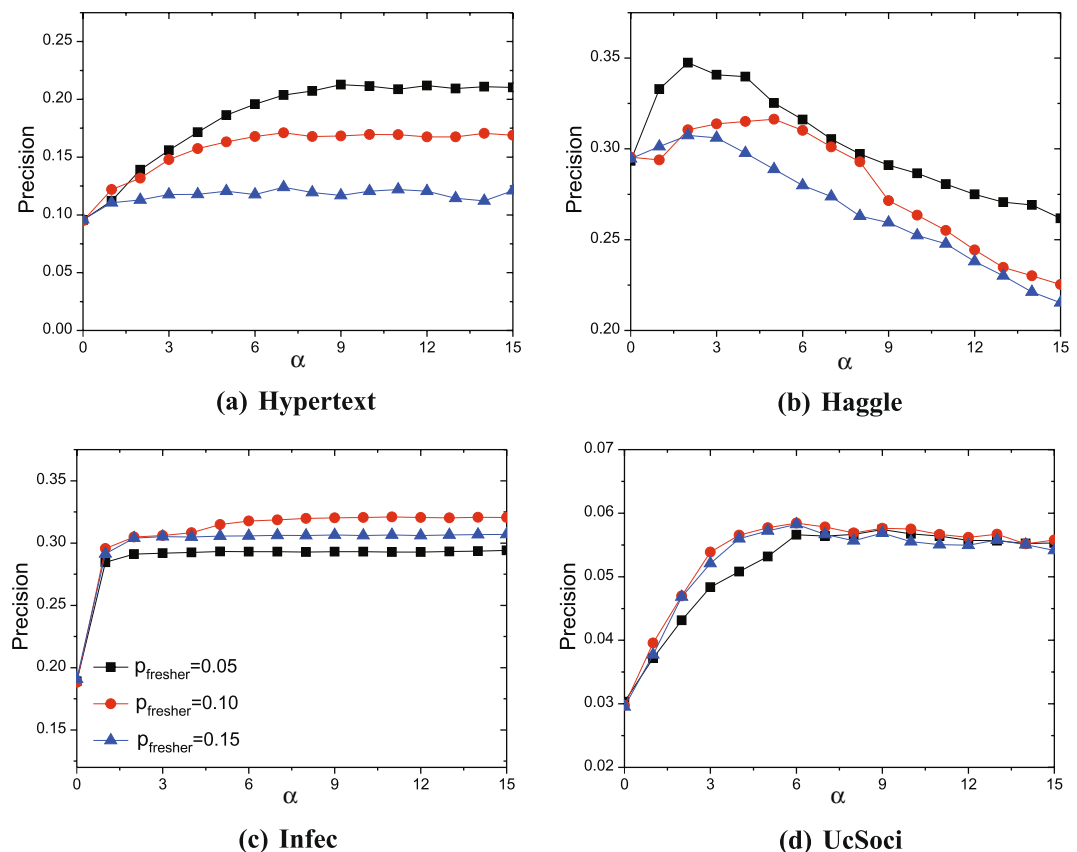 0.25
0.20
0.15
0.10
0.05
0.00
Precision
0 3 6 9 12 15
α
(a) Hypertext
0.35
0.30
0.25
0.20
Precision
0 3 6 9 12 15
α
(b) Haggle
0.35
0.30
0.25
0.20
0.15
Precision
p_fresher=0.05
p_fresher=0.10
p_fresher=0.15
0 3 6 9 12 15
α
(c) Infec
0.07
0.06
0.05
0.04
0.03
0.02
Precision
0 3 6 9 12 15
α
(d) UcSoci